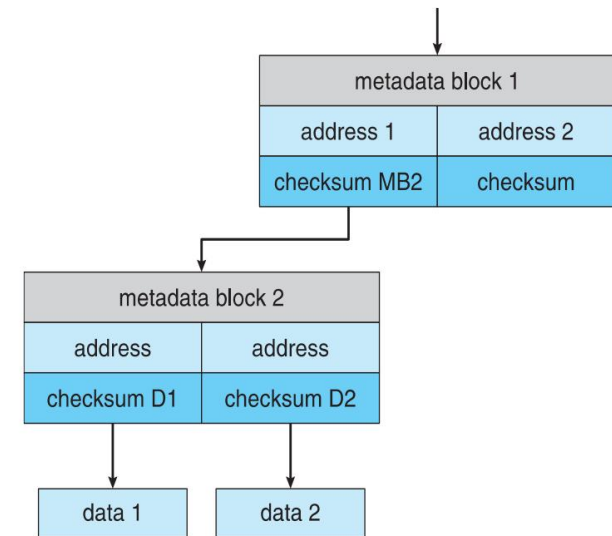 metadata block 1
address 1 address 2
checksum MB2 checksum
metadata block 2
address address
checksum D1 checksum D2
data 1 data 2